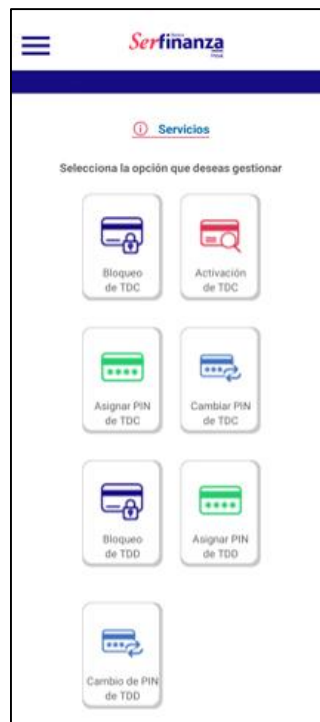 Banco
Serfinanza
Servicios
Selecciona la opción que deseas gestionar
Bloqueo
de TDC
Activación
de TDC
Asignar PIN
de TDC
Cambiar PIN
de TDC
Bloqueo
de TDD
Asignar PIN
de TDD
Cambio de PIN
de TDD